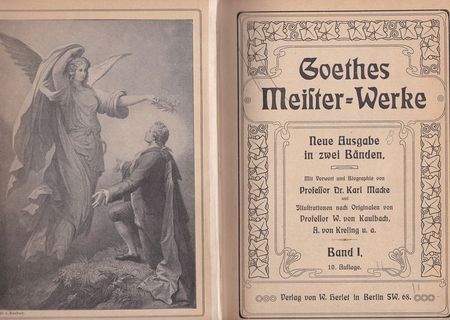 Goethes
Meiſter-Werke
Neue Ausgabe
in zwei Bänden.
Mit Vorwort und Biographie von
Profeſſor Dr. Karl Macke
und
Illuſtrationen nach Originalen von
Profeſſor W. von Kaulbach,
A. von Kreling u. a.
Band I.
10. Auflage.
Verlag von W. Herlet in Berlin SW. 68.